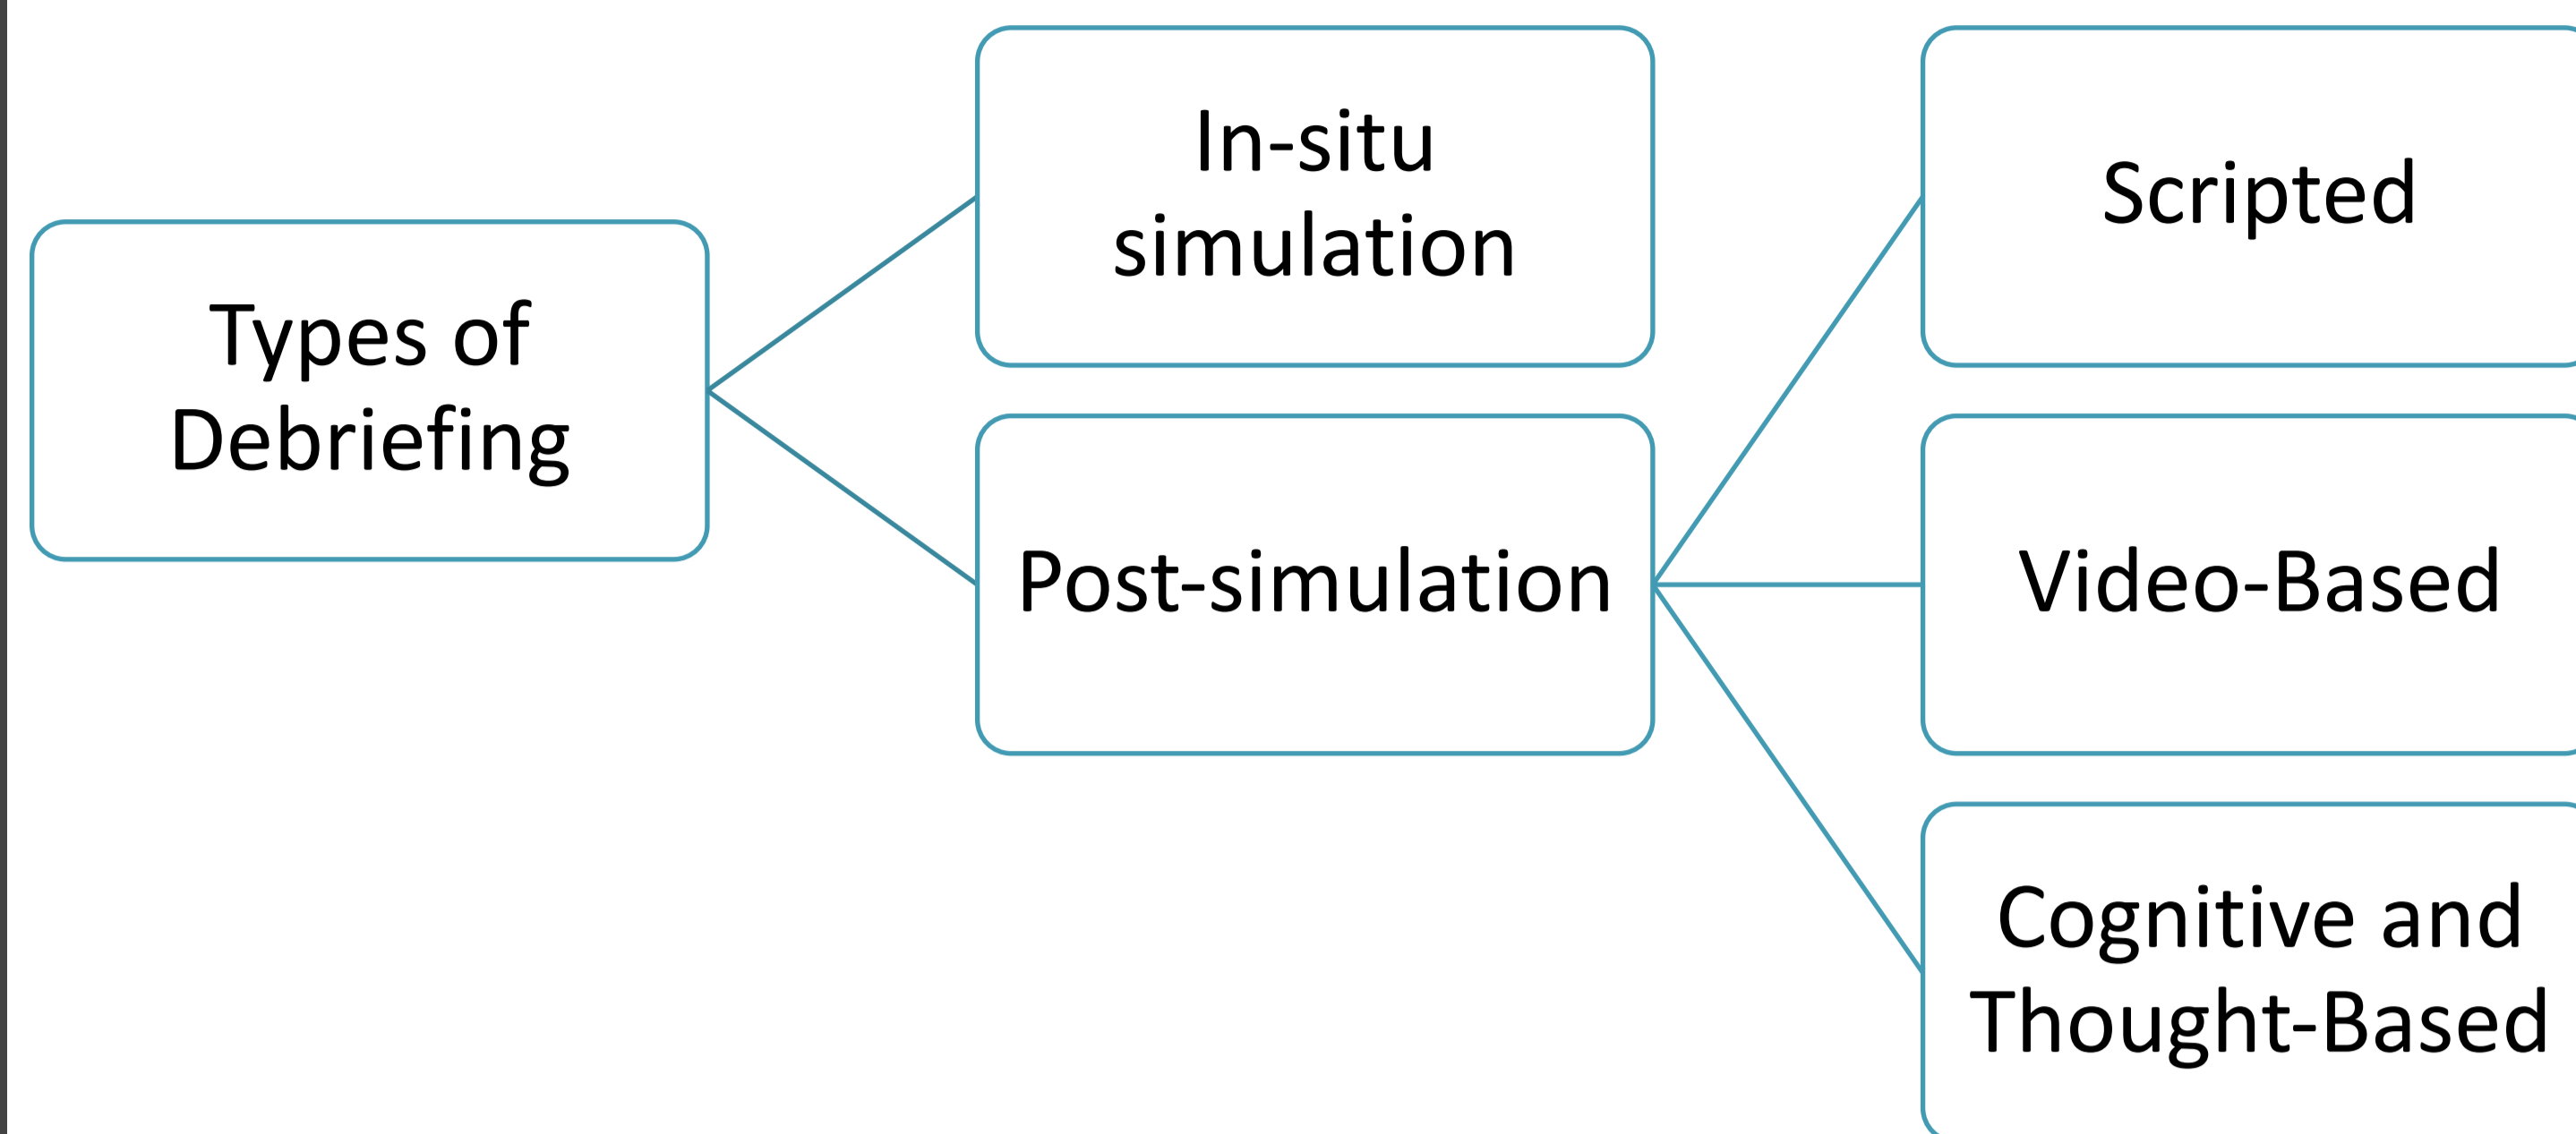 Types of
Debriefing
In-situ
simulation
Post-simulation
Scripted
Video-Based
Cognitive and
Thought-Based